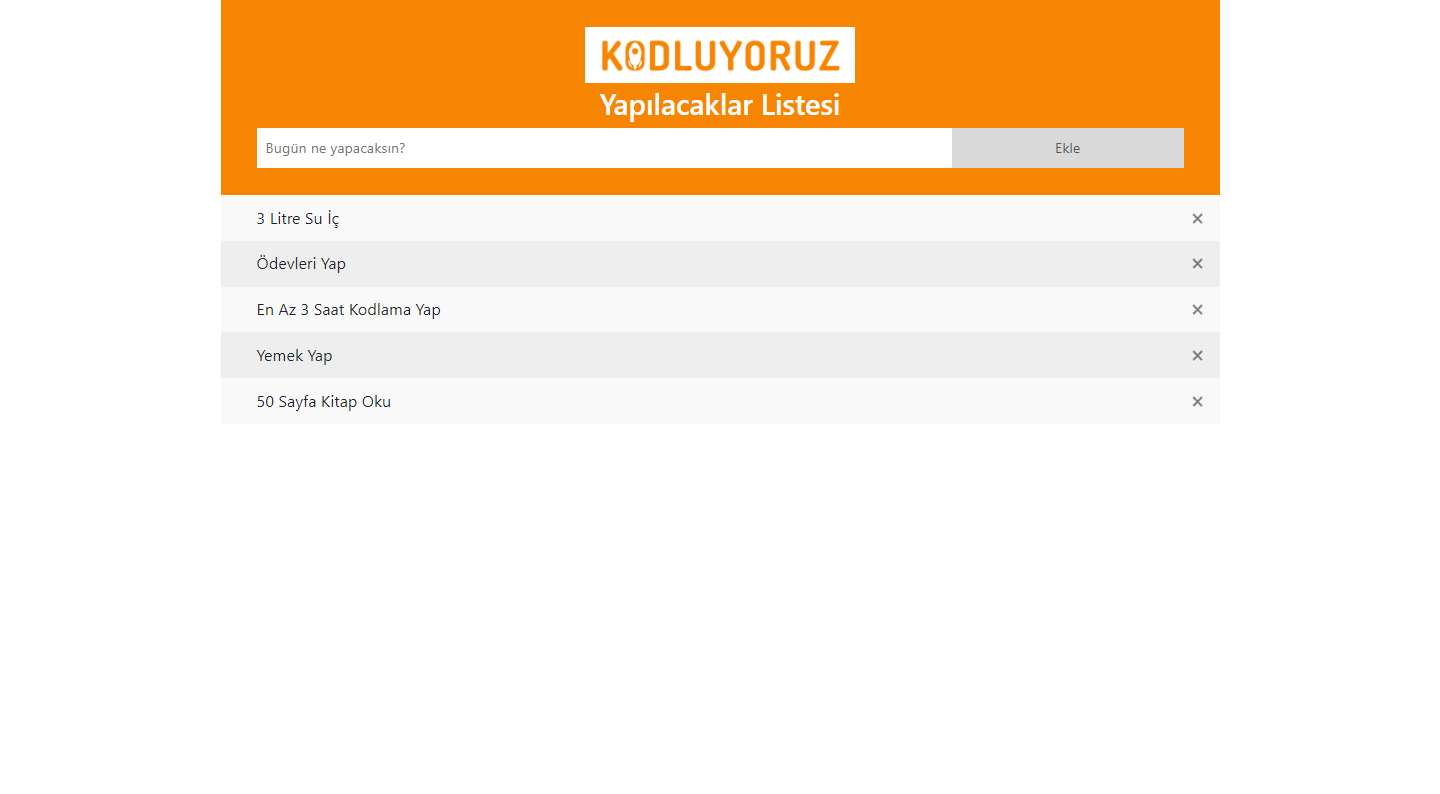 KODLUYORUZ
Yapılacaklar Listesi
Bugün ne yapacaksın?
Ekle
3 Litre Su İç
×
Ödevleri Yap
×
En Az 3 Saat Kodlama Yap
×
Yemek Yap
×
50 Sayfa Kitap Oku
×